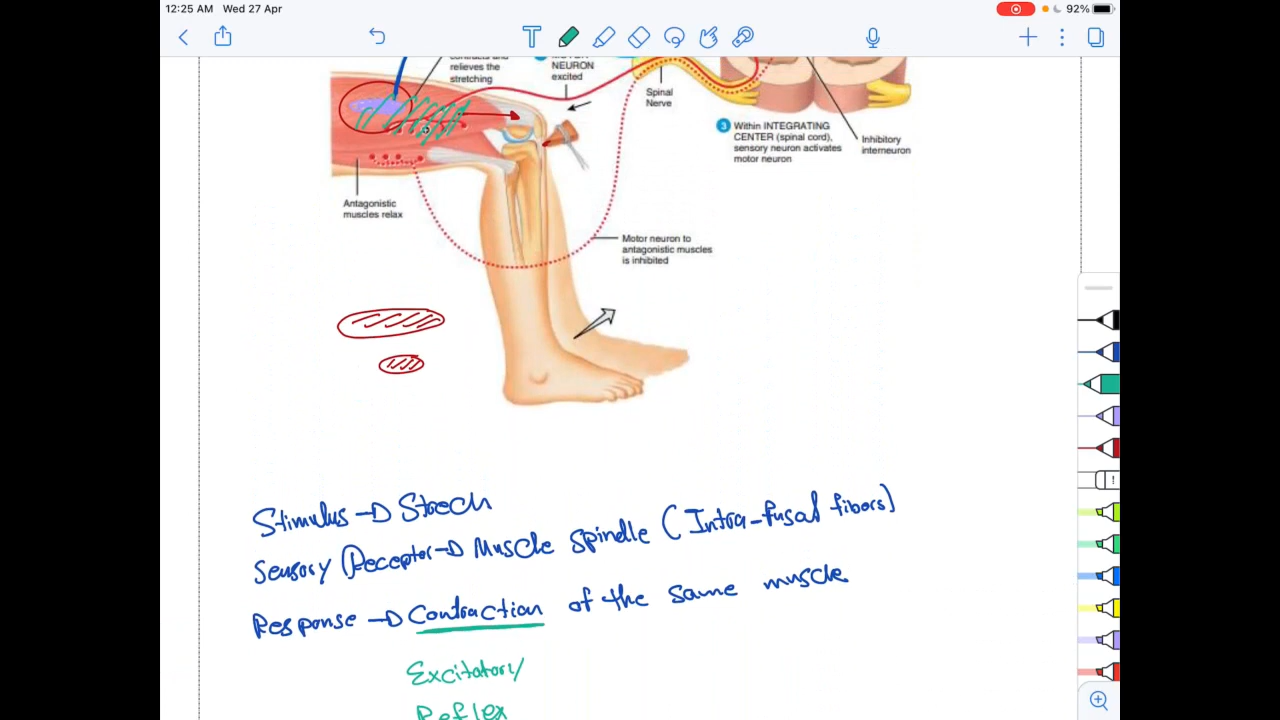 12:25 AM Wed 27 Apr
92%
T
contracts and
relieves the
stretching
NEURON
excited
Spinal
Nerve
3 Within INTEGRATING
CENTER (spinal cord),
sensory neuron activates
motor neuron
Inhibitory
interneuron
Antagonistic
muscles relax
Motor neuron to
antagonistic muscles
is inhibited
Stimulus → Strech
Sensory Receptor → Muscle spindle (Intra-fusal fibers)
Response → Contraction of the same muscle
Excitatory
Reflex